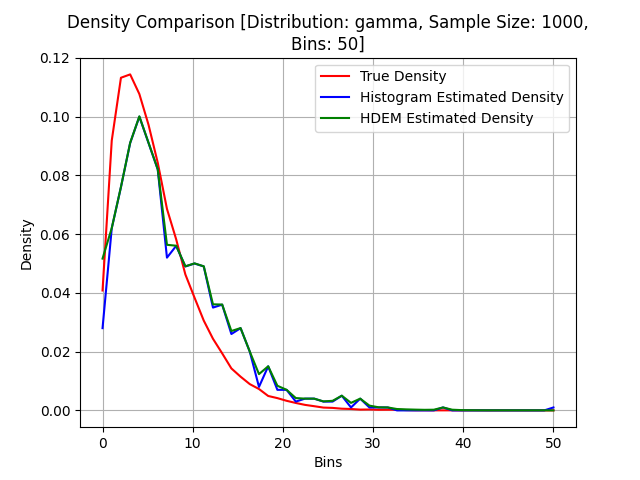 Density Comparison [Distribution: gamma, Sample Size: 1000,
Bins: 50]
True Density
Histogram Estimated Density
HDEM Estimated Density
Density
0.12
0.10
0.08
0.06
0.04
0.02
0.00
0 10 20 30 40 50
Bins